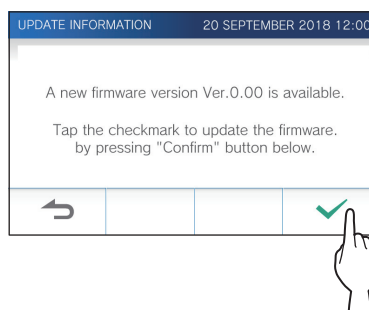 UPDATE INFORMATION 20 SEPTEMBER 2018 12:00
A new firmware version Ver.0.00 is available.
Tap the checkmark to update the firmware.
by pressing "Confirm" button below.